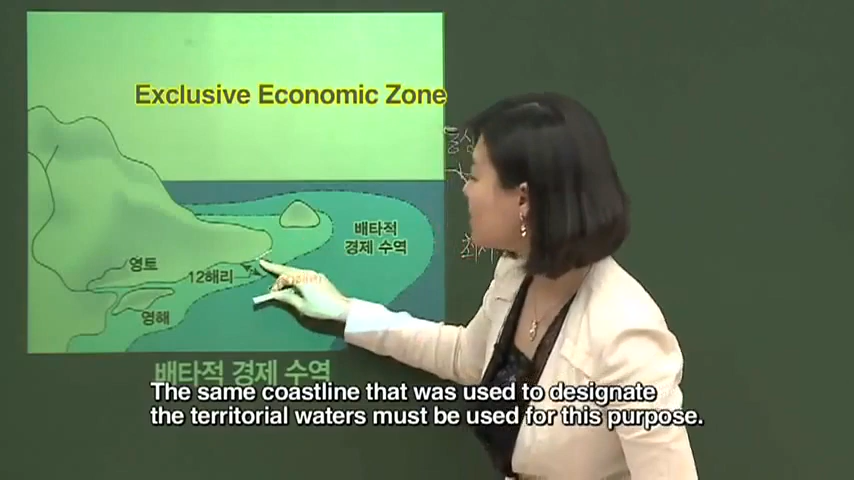 Exclusive Economic Zone
배타적
경제 수역
영토
12해리
영해
배타적 경제 수역
The same coastline that was used to designate
the territorial waters must be used for this purpose.